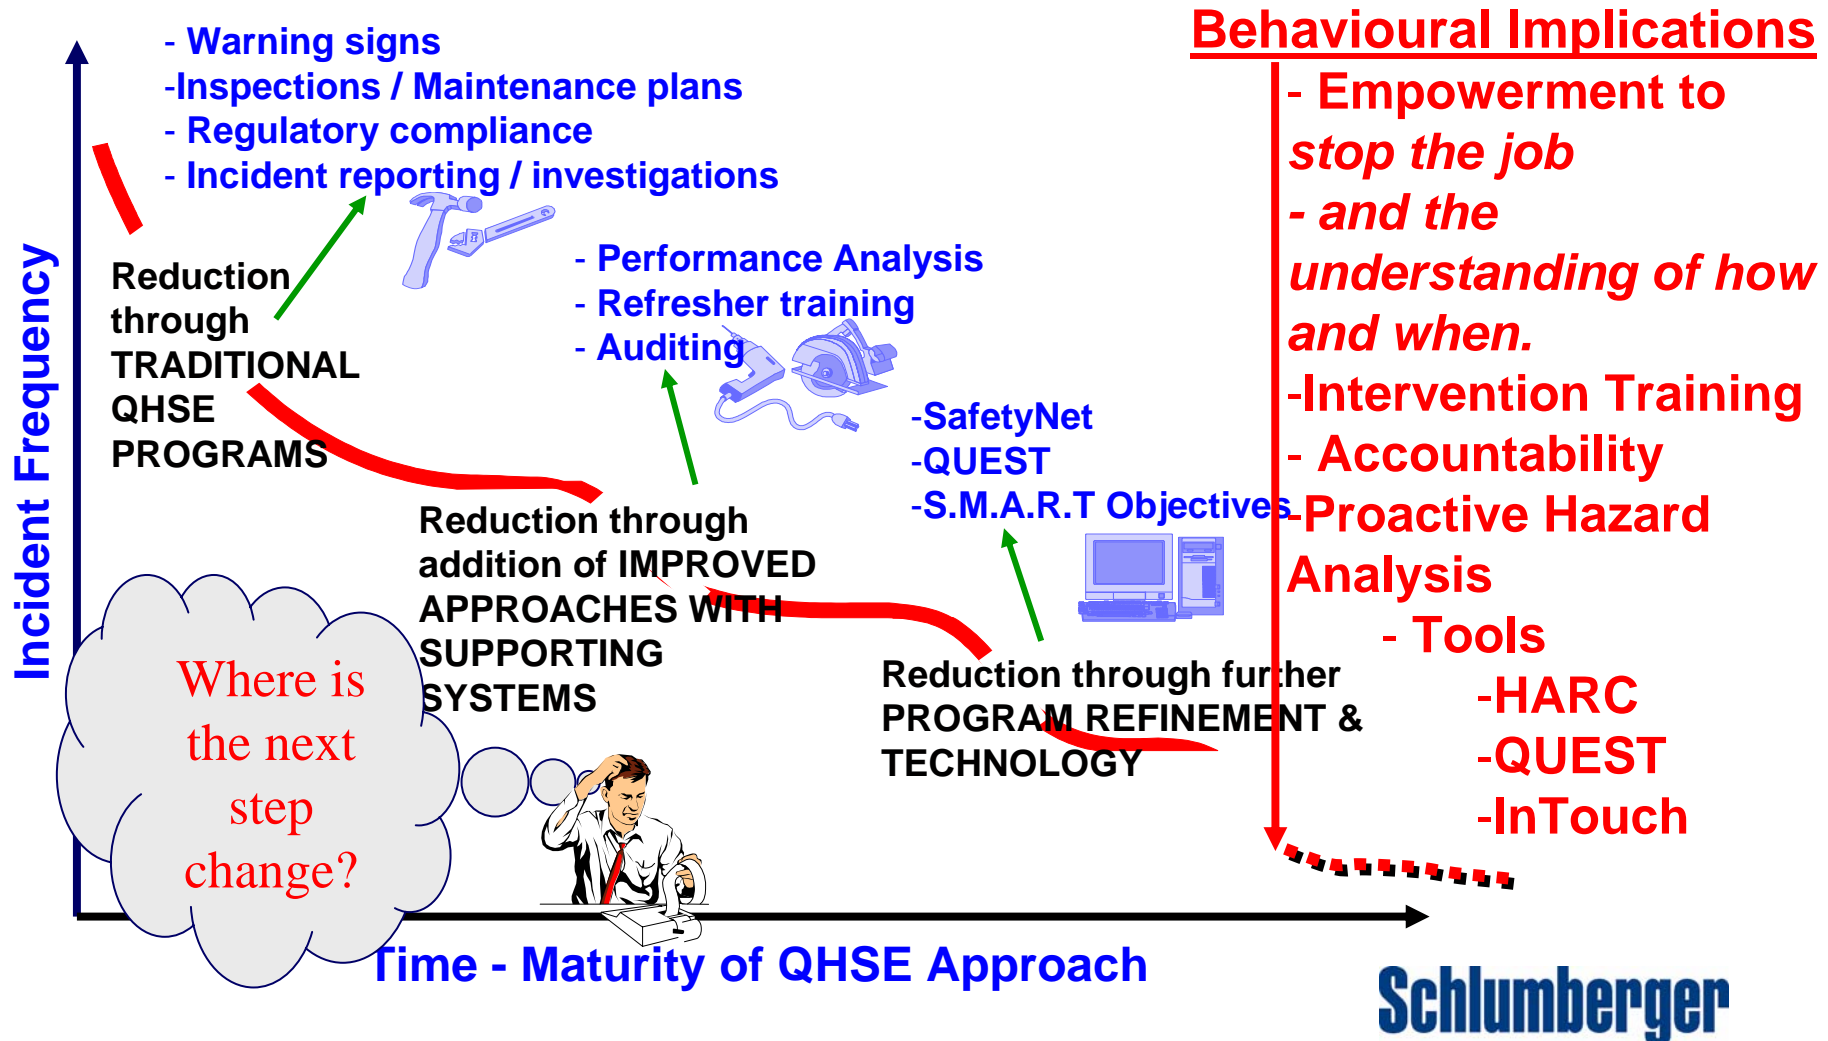 - Warning signs
-Inspections / Maintenance plans
- Regulatory compliance
- Incident reporting / investigations
Reduction
through
TRADITIONAL
QHSE
PROGRAMS
- Performance Analysis
- Refresher training
- Auditing
Reduction through
addition of IMPROVED
APPROACHES WITH
SUPPORTING
SYSTEMS
-SafetyNet
-QUEST
-S.M.A.R.T Objectives
Reduction through further
PROGRAM REFINEMENT &
TECHNOLOGY
Behavioural Implications
- Empowerment to
stop the job
- and the
understanding of how
and when.
-Intervention Training
- Accountability
-Proactive Hazard
Analysis
- Tools
-HARC
-QUEST
-InTouch
Incident Frequency
Where is
the next
step
change?
Time - Maturity of QHSE Approach
Schlumberger